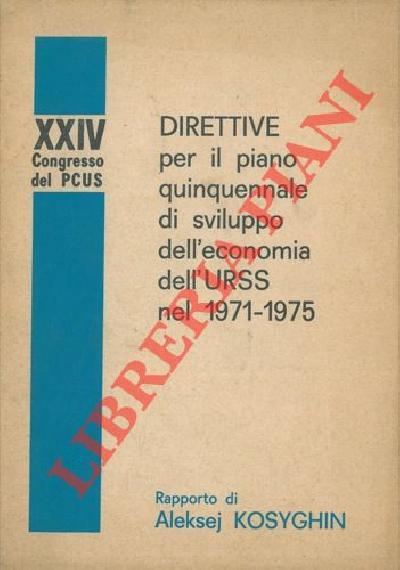 XXIV
Congresso
del PCUS
DIRETTIVE
per il piano
quinquennale
di sviluppo
dell'economia
dell'URSS
nel 1971-1975
Rapporto di
Aleksej KOSYGHIN
LIBRERIA PIANI